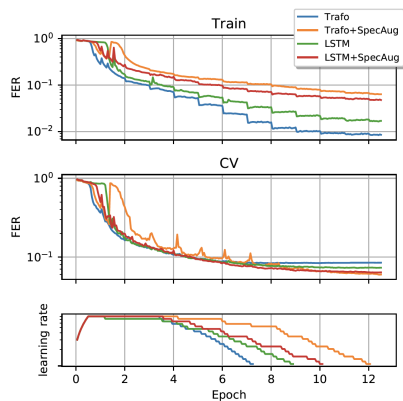 Train
Trafo
Trafo+SpecAug
LSTM
LSTM+SpecAug
FER
10⁰
10⁻¹
10⁻²
CV
FER
10⁰
10⁻¹
learning rate
0 2 4 6 8 10 12
Epoch